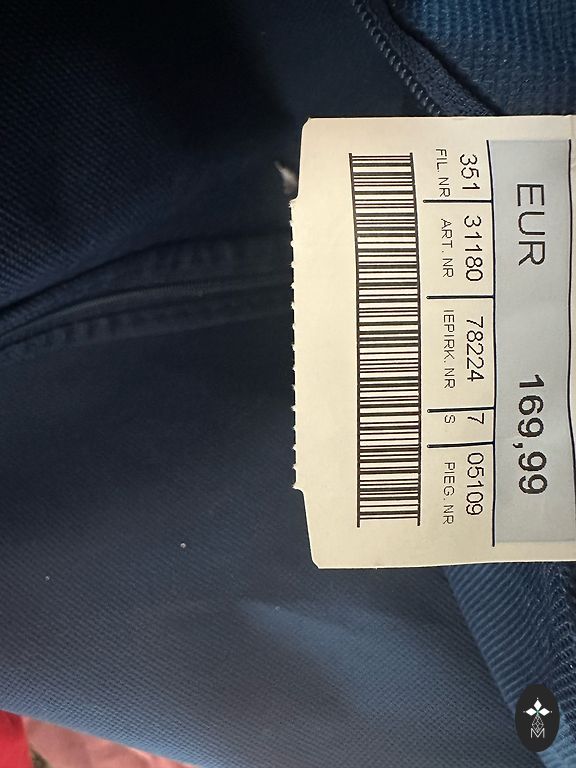 351 31180 78224 7 05109
FIL. NR ART. NR IEPIRK. NR S PIEG. NR
EUR 169,99
M